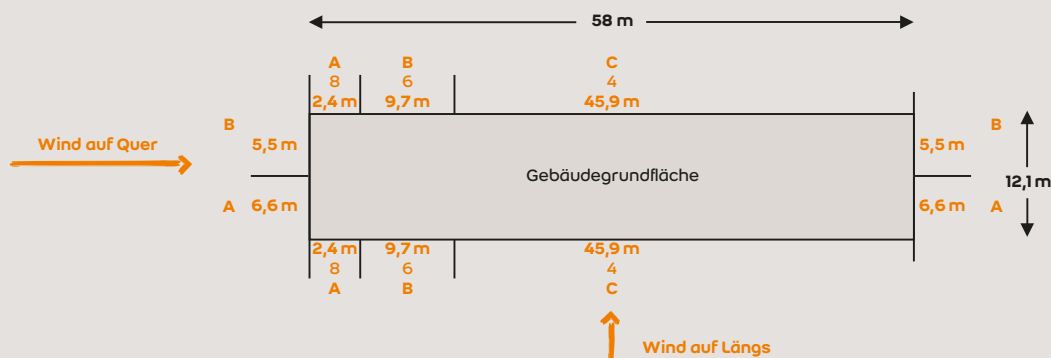 58 m
A B C
8 6 4
2,4 m 9,7 m 45,9 m
B B
Wind auf Quer 5,5 m 5,5 m
Gebäudegrundfläche 12,1 m
A 6,6 m 6,6 m A
2,4 m 9,7 m 45,9 m
8 6 4
A B C
Wind auf Längs